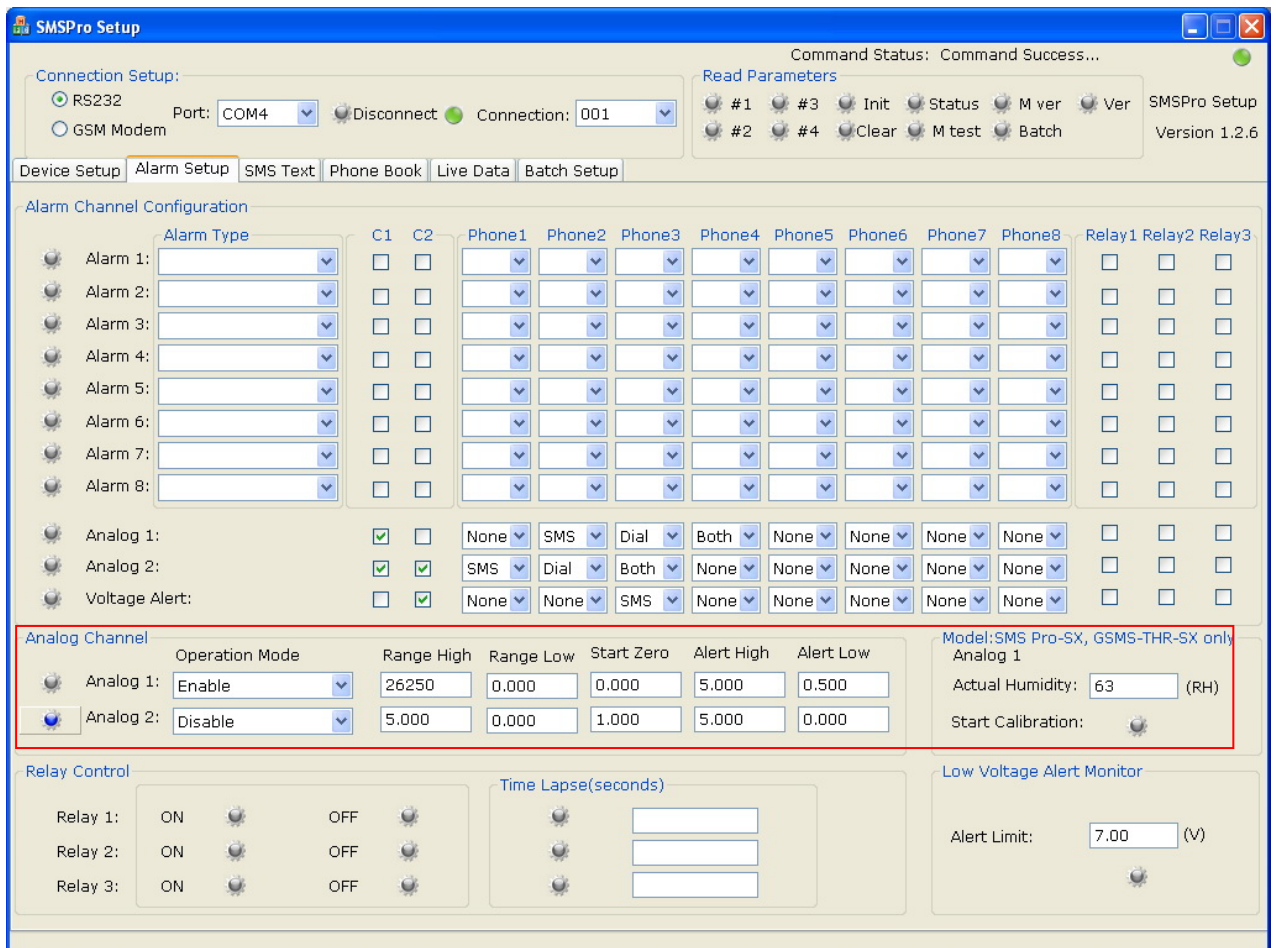 SMSPro Setup
Command Status: Command Success...
Connection Setup:
RS232
GSM Modem
Port: COM4
Disconnect
Connection: 001
Read Parameters
#1 #3 Init Status M ver Ver
#2 #4 Clear M test Batch
SMSPro Setup
Version 1.2.6
Device Setup Alarm Setup SMS Text Phone Book Live Data Batch Setup
Alarm Channel Configuration
Alarm Type C1 C2 Phone1 Phone2 Phone3 Phone4 Phone5 Phone6 Phone7 Phone8 Relay1 Relay2 Relay3
Alarm 1:
Alarm 2:
Alarm 3:
Alarm 4:
Alarm 5:
Alarm 6:
Alarm 7:
Alarm 8:
Analog 1: None SMS Dial Both None None None None
Analog 2: SMS Dial Both None None None None None
Voltage Alert: None None SMS None None None None None
Analog Channel
Operation Mode Range High Range Low Start Zero Alert High Alert Low
Analog 1: Enable 26250 0.000 0.000 5.000 0.500
Analog 2: Disable 5.000 0.000 1.000 5.000 0.000
Model:SMS Pro-SX, GSMS-THR-SX only
Analog 1
Actual Humidity: 63 (RH)
Start Calibration:
Relay Control
Time Lapse(seconds)
Relay 1: ON OFF
Relay 2: ON OFF
Relay 3: ON OFF
Low Voltage Alert Monitor
Alert Limit: 7.00 (V)